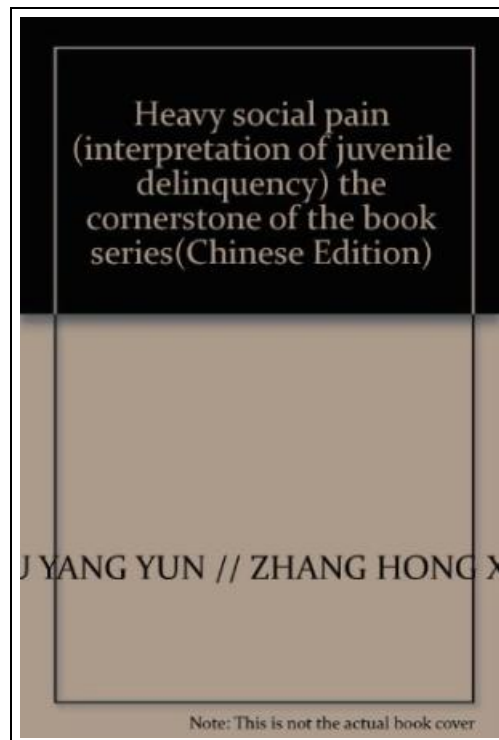 Heavy social pain
(interpretation of juvenile
delinquency) the
cornerstone of the book
series(Chinese Edition)
YANG YUN // ZHANG HONG
Note: This is not the actual book cover